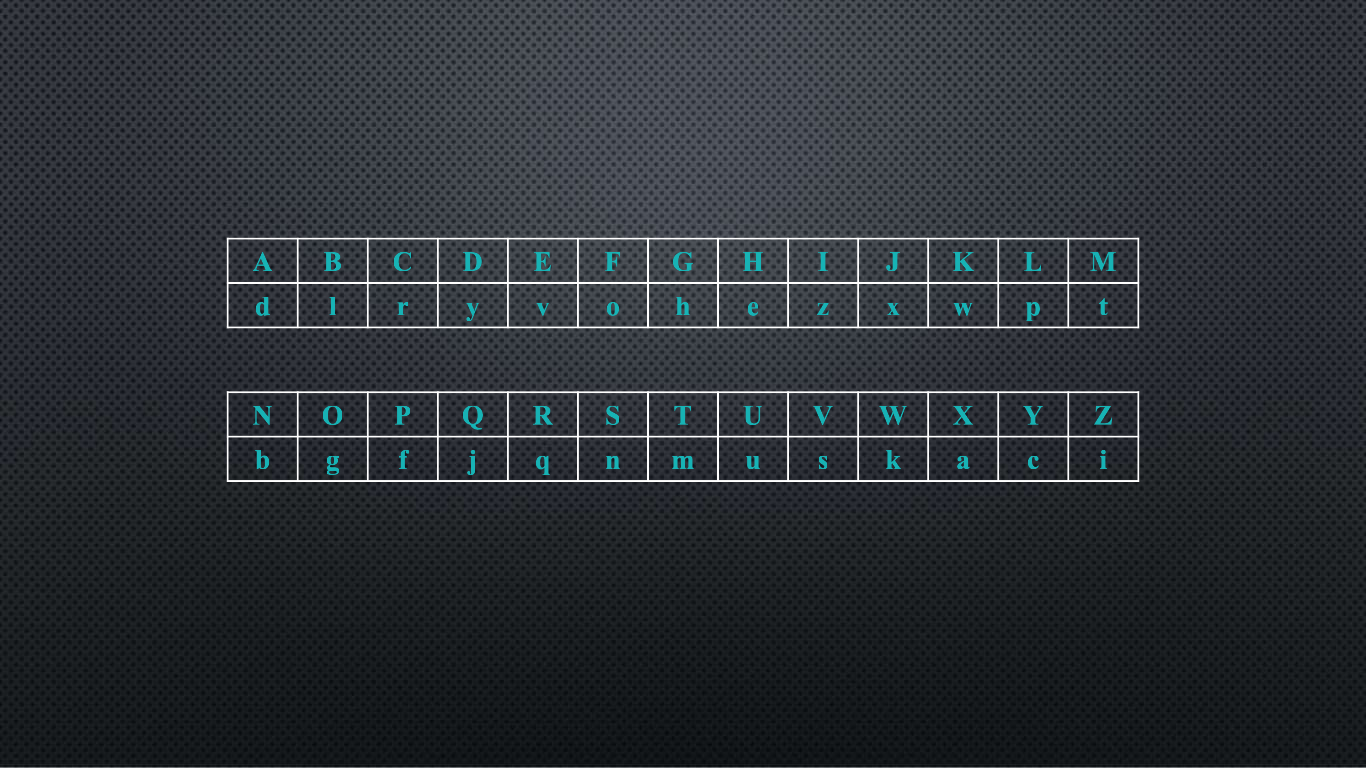 A B C D E F G H I J K L M
d l r y v o h e z x w p t
N O P Q R S T U V W X Y Z
b g f j q n m u s k a c i